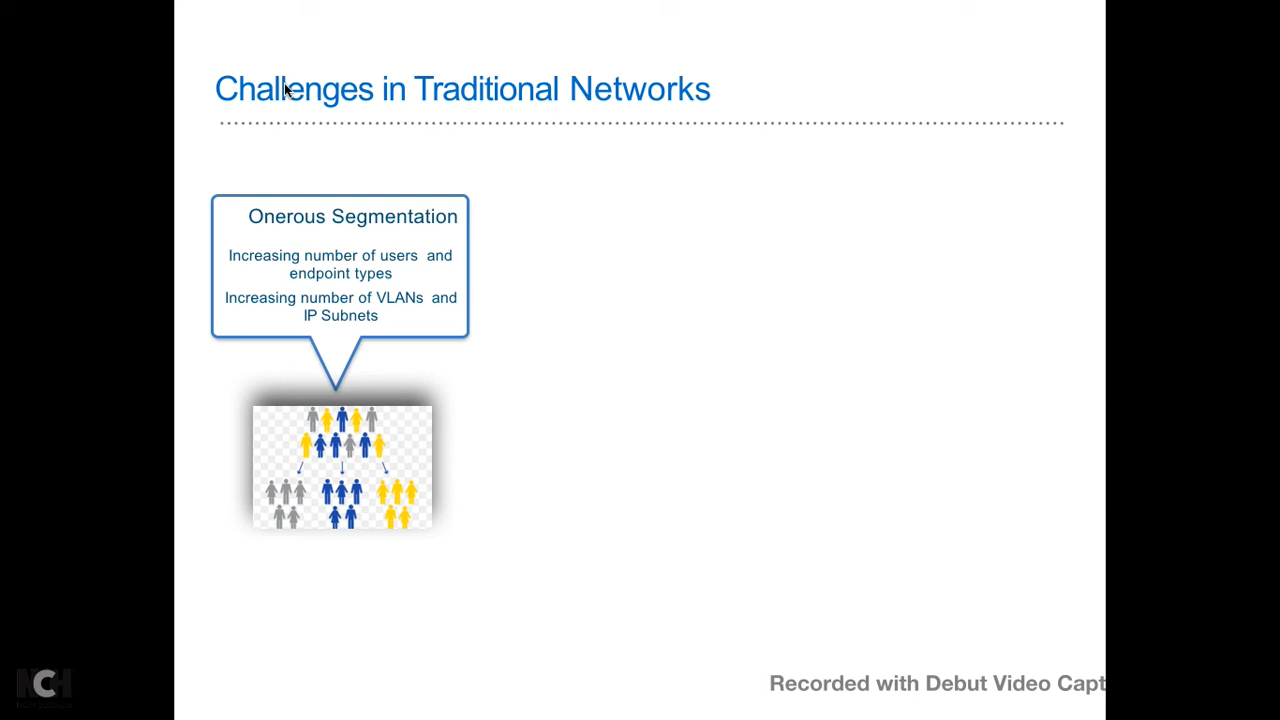 Challenges in Traditional Networks
Onerous Segmentation
Increasing number of users and
endpoint types
Increasing number of VLANs and
IP Subnets
NCH
Recorded with Debut Video Capt